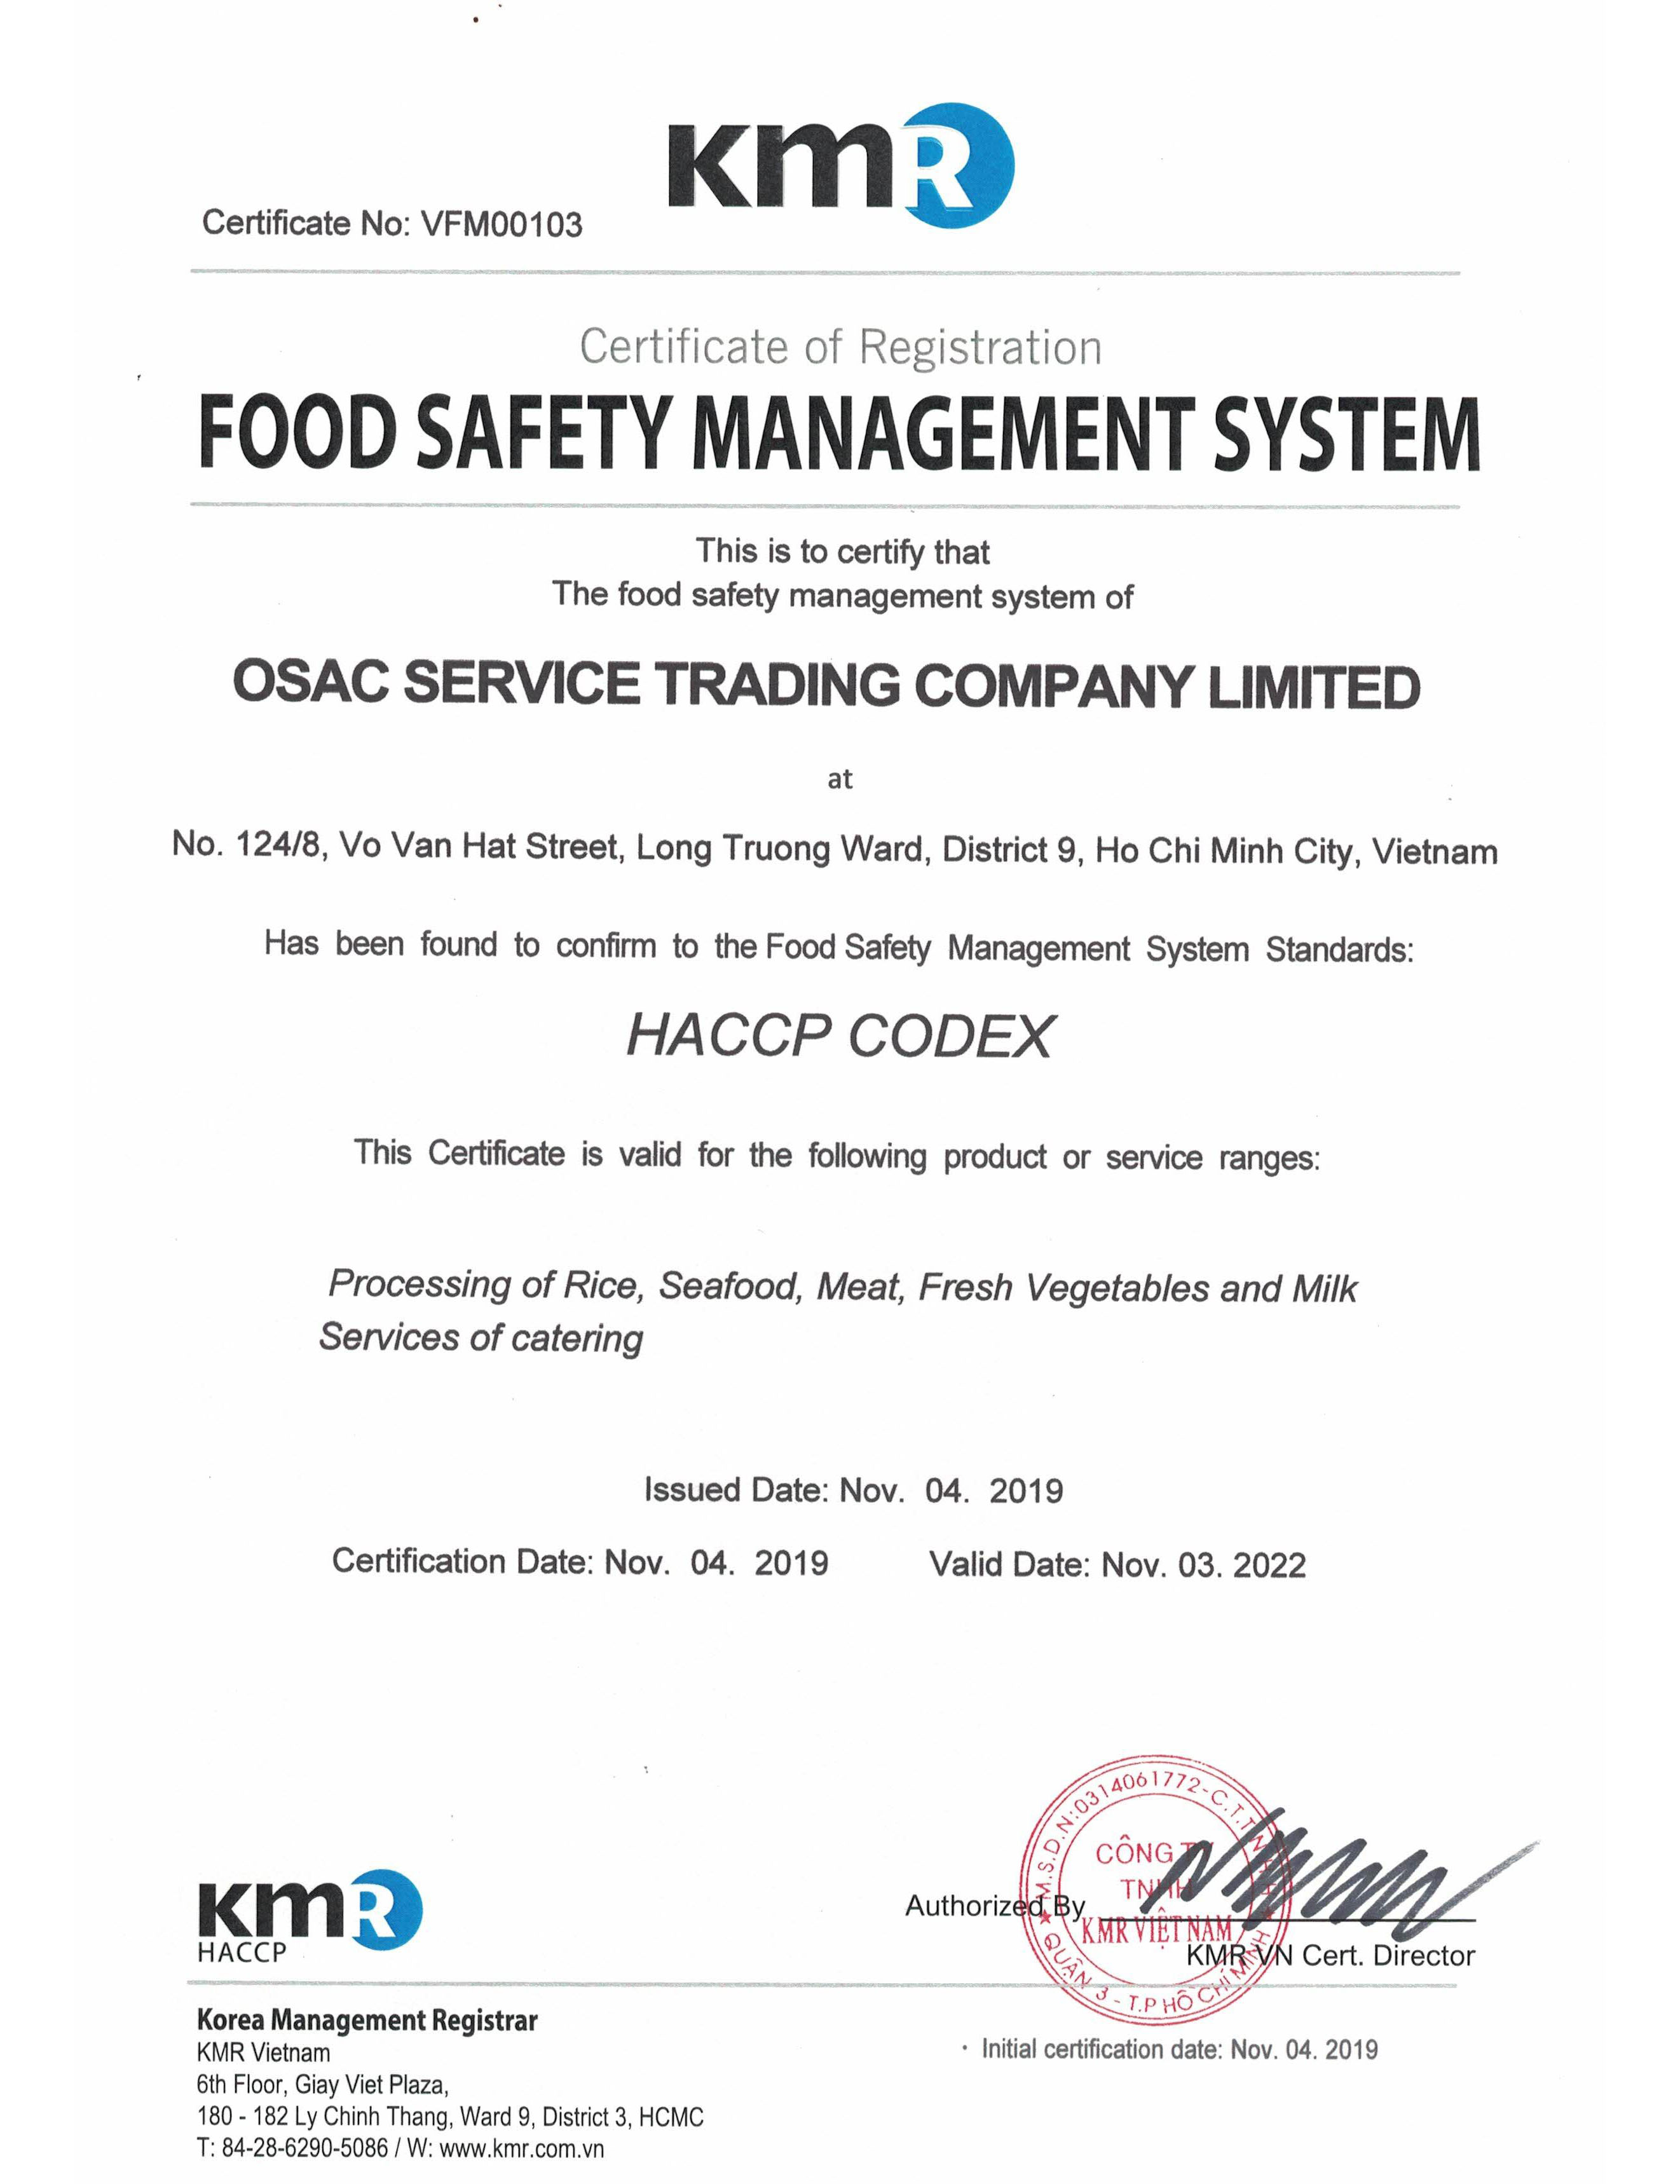 KMR
Certificate No: VFM00103
Certificate of Registration
FOOD SAFETY MANAGEMENT SYSTEM
This is to certify that
The food safety management system of
OSAC SERVICE TRADING COMPANY LIMITED
at
No. 124/8, Vo Van Hat Street, Long Truong Ward, District 9, Ho Chi Minh City, Vietnam
Has been found to confirm to the Food Safety Management System Standards:
HACCP CODEX
This Certificate is valid for the following product or service ranges:
Processing of Rice, Seafood, Meat, Fresh Vegetables and Milk
Services of catering
Issued Date: Nov. 04. 2019
Certification Date: Nov. 04. 2019 Valid Date: Nov. 03. 2022
M.S.D.N:0314061772-C.T.T.N
CÔNG
TNHH
KMR VIỆT NAM
QUẬN 3 - T.P HỒ CHÍ MINH
Authorized By
KMR VN Cert. Director
KMR
HACCP
Korea Management Registrar
KMR Vietnam
6th Floor, Giay Viet Plaza,
180 - 182 Ly Chinh Thang, Ward 9, District 3, HCMC
T: 84-28-6290-5086 / W: www.kmr.com.vn
· Initial certification date: Nov. 04. 2019